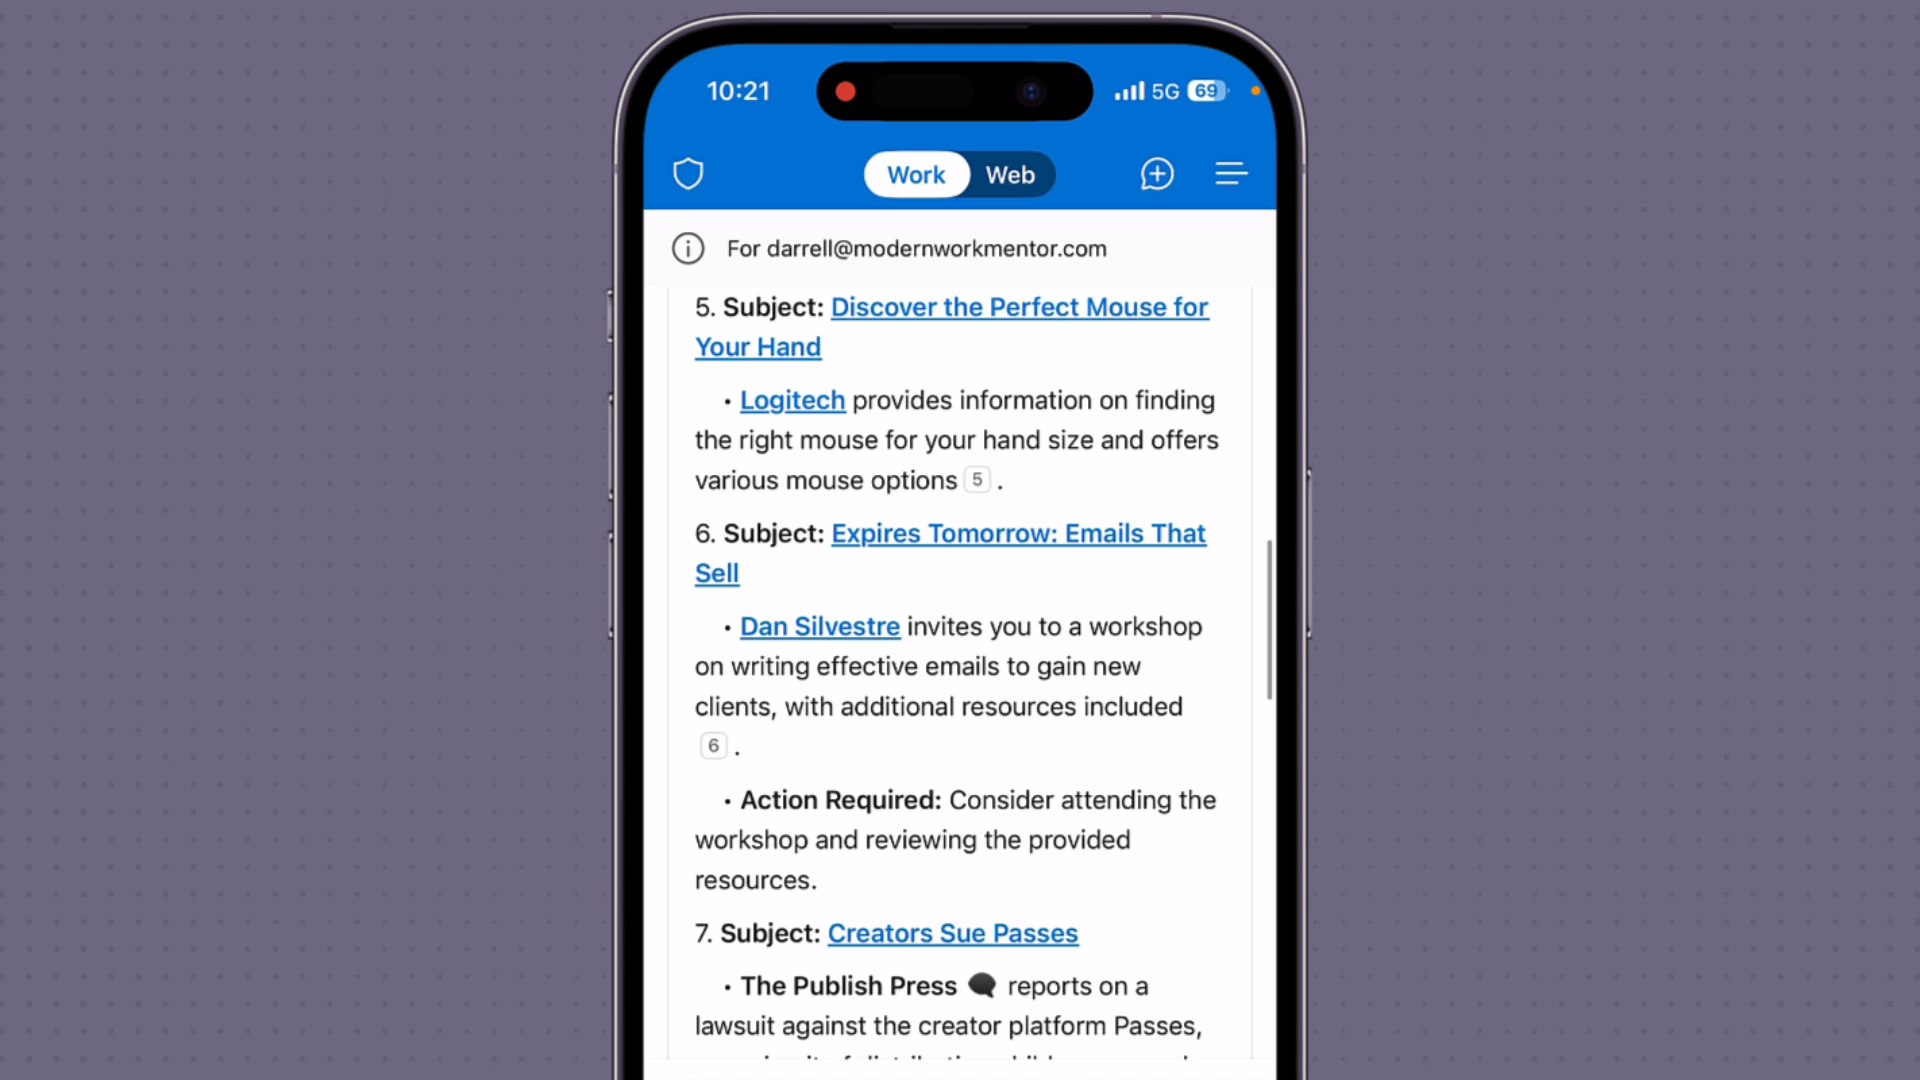 10:21
5G 69
Work Web
For darrell@modernworkmentor.com
5. Subject: Discover the Perfect Mouse for
Your Hand
• Logitech provides information on finding
the right mouse for your hand size and offers
various mouse options 5 .
6. Subject: Expires Tomorrow: Emails That
Sell
• Dan Silvestre invites you to a workshop
on writing effective emails to gain new
clients, with additional resources included
6 .
• Action Required: Consider attending the
workshop and reviewing the provided
resources.
7. Subject: Creators Sue Passes
• The Publish Press 🗨 reports on a
lawsuit against the creator platform Passes,